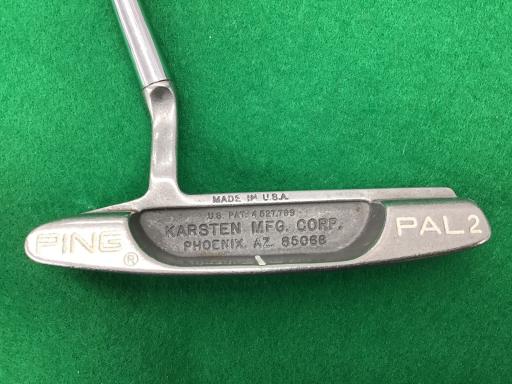 MADE IN U.S.A.
U.S. PAT. 4,527,799
KARSTEN MFG. CORP.
PHOENIX, AZ. 85068
PING ®
PAL 2